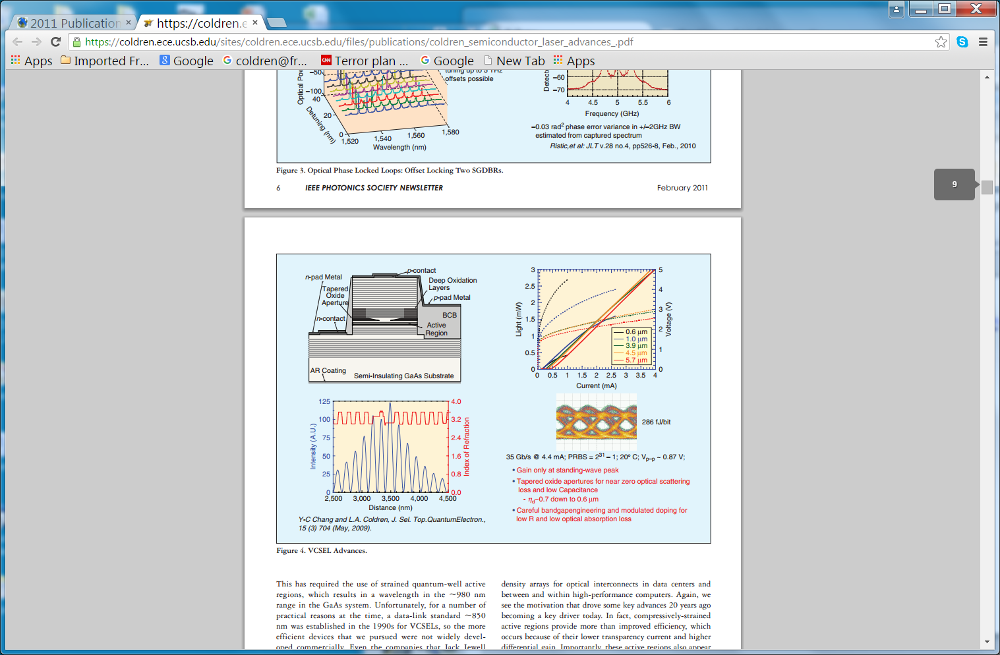 2011 Publication
https://coldren.e
https://coldren.ece.ucsb.edu/sites/coldren.ece.ucsb.edu/files/publications/coldren_semiconductor_laser_advances_.pdf
Apps Imported Fr... Google coldren@fr... Terror plan ... Google New Tab Apps
tuning up to 5 THz
offsets possible
Optical Pow
−50
−100
40
20
0
Detuning (nm)
1,520 1,540 1,560 1,580
Wavelength (nm)
Detecte
−60
−70
4 4.5 5 5.5 6
Frequency (GHz)
−0.03 rad² phase error variance in +/−2GHz BW
estimated from captured spectrum
Ristic,et al: JLT v.28 no.4, pp526-8, Feb., 2010
Figure 3. Optical Phase Locked Loops: Offset Locking Two SGDBRs.
6 IEEE PHOTONICS SOCIETY NEWSLETTER February 2011
9
p-contact
n-pad Metal
Deep Oxidation
Layers
Tapered
Oxide
Aperture
p-pad Metal
BCB
n-contact
Active
Region
AR Coating
Semi-Insulating GaAs Substrate
3
2.5
2
1.5
1
0.5
0
Light (mW)
5
4
3
2
1
0
Voltage (V)
0.6 µm
1.0 µm
3.9 µm
4.5 µm
5.7 µm
0 0.5 1 1.5 2 2.5 3 3.5 4
Current (mA)
125
100
75
50
25
0
Intensity (A.U.)
4.0
3.2
2.4
1.6
0.8
0.0
Index of Refraction
2,500 3,000 3,500 4,000 4,500
Distance (nm)
Y-C Chang and L.A. Coldren, J. Sel. Top.QuantumElectron.,
15 (3) 704 (May, 2009).
286 fJ/bit
35 Gb/s @ 4.4 mA; PRBS = 2³¹ – 1; 20º C; Vp–p ~ 0.87 V;
• Gain only at standing-wave peak
• Tapered oxide apertures for near zero optical scattering
loss and low Capacitance
- ηd~0.7 down to 0.6 µm
• Careful bandgapengineering and modulated doping for
low R and low optical absorption loss
Figure 4. VCSEL Advances.
This has required the use of strained quantum-well active
regions, which results in a wavelength in the ~980 nm
range in the GaAs system. Unfortunately, for a number of
practical reasons at the time, a data-link standard ~850
nm was established in the 1990s for VCSELs, so the more
efficient devices that we pursued were not widely devel-
oped commercially. Even the companies that Jack Jewell
density arrays for optical interconnects in data centers and
between and within high-performance computers. Again, we
see the motivation that drove some key advances 20 years ago
becoming a key driver today. In fact, compressively-strained
active regions provide more than improved efficiency, which
occurs because of their lower transparency current and higher
differential gain. Importantly, these active regions also appear